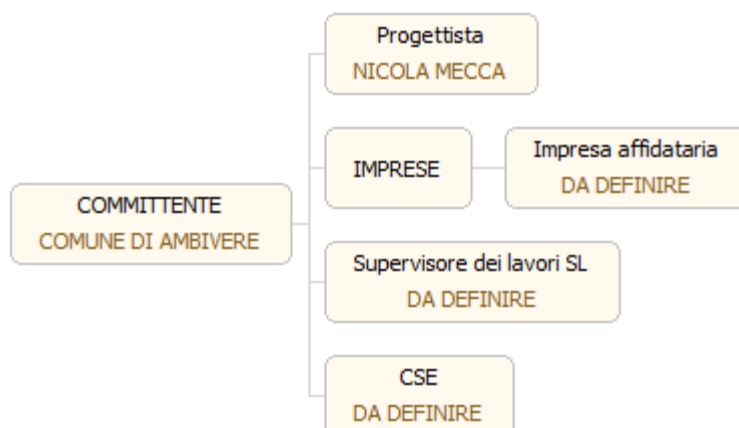 Progettista
NICOLA MECCA
IMPRESE
Impresa affidataria
DA DEFINIRE
COMMITTENTE
COMUNE DI AMBIVERE
Supervisore dei lavori SL
DA DEFINIRE
CSE
DA DEFINIRE